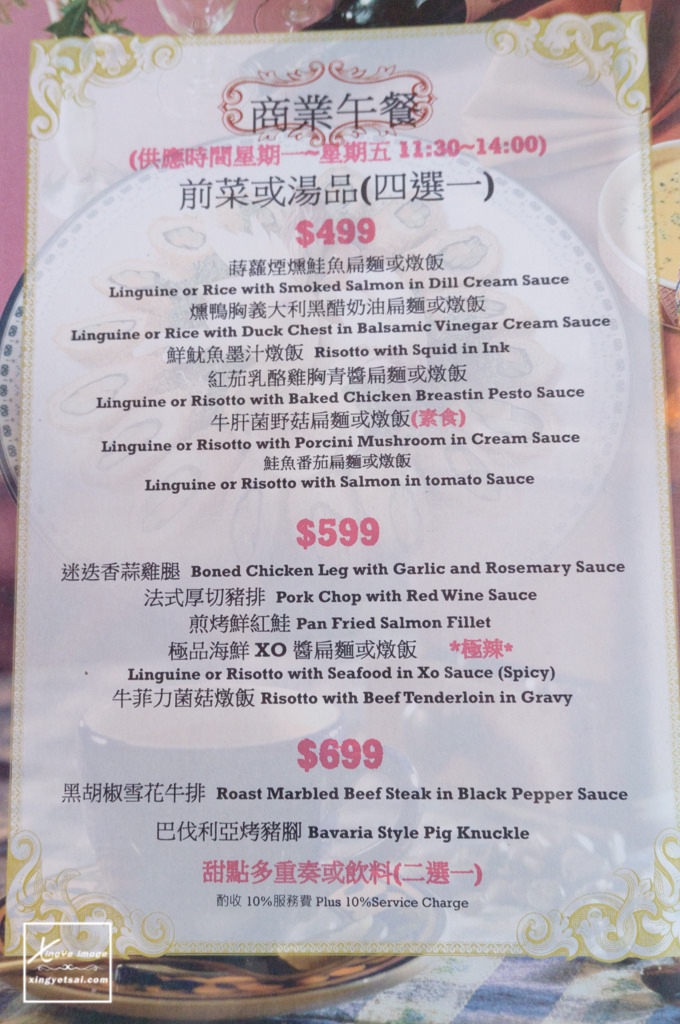 商業午餐
(供應時間星期一~星期五 11:30~14:00)
前菜或湯品(四選一)
$499
蒔蘿煙燻鮭魚扁麵或燉飯
Linguine or Rice with Smoked Salmon in Dill Cream Sauce
燻鴨胸義大利黑醋奶油扁麵或燉飯
Linguine or Rice with Duck Chest in Balsamic Vinegar Cream Sauce
鮮魷魚墨汁燉飯 Risotto with Squid in Ink
紅茄乳酪雞胸青醬扁麵或燉飯
Linguine or Risotto with Baked Chicken Breastin Pesto Sauce
牛肝菌野菇扁麵或燉飯(素食)
Linguine or Risotto with Porcini Mushroom in Cream Sauce
鮭魚番茄扁麵或燉飯
Linguine or Risotto with Salmon in tomato Sauce
$599
迷迭香蒜雞腿 Boned Chicken Leg with Garlic and Rosemary Sauce
法式厚切豬排 Pork Chop with Red Wine Sauce
煎烤鮮紅鮭 Pan Fried Salmon Fillet
極品海鮮 XO 醬扁麵或燉飯 *極辣*
Linguine or Risotto with Seafood in Xo Sauce (Spicy)
牛菲力菌菇燉飯 Risotto with Beef Tenderloin in Gravy
$699
黑胡椒雪花牛排 Roast Marbled Beef Steak in Black Pepper Sauce
巴伐利亞烤豬腳 Bavaria Style Pig Knuckle
甜點多重奏或飲料(二選一)
酌收 10%服務費 Plus 10%Service Charge
XingYe Image
xingyetsai.com